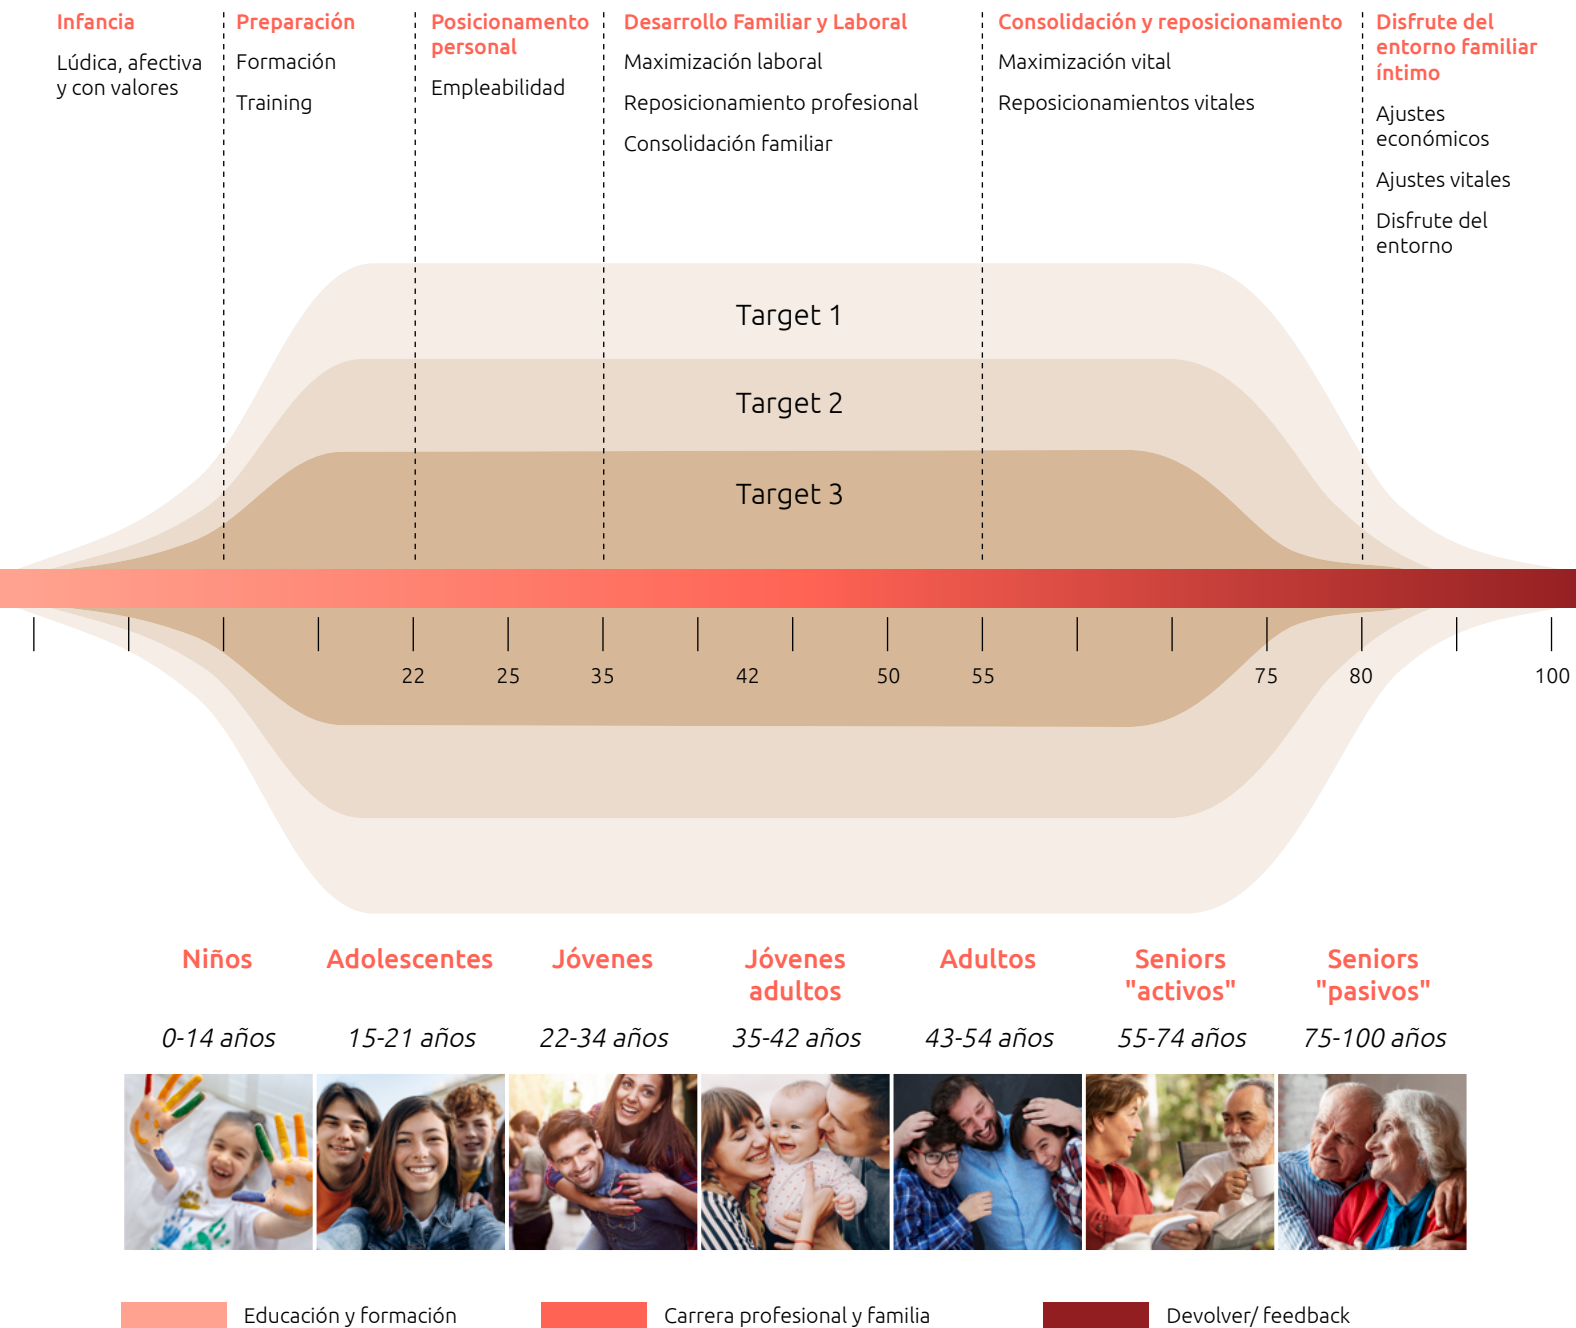 Infancia
Lúdica, afectiva
y con valores
Preparación
Formación
Training
Posicionamento
personal
Empleabilidad
Desarrollo Familiar y Laboral
Maximización laboral
Reposicionamiento profesional
Consolidación familiar
Consolidación y reposicionamiento
Maximización vital
Reposicionamientos vitales
Disfrute del
entorno familiar
íntimo
Ajustes
económicos
Ajustes vitales
Disfrute del
entorno
Target 1
Target 2
Target 3
22 25 35 42 50 55 75 80 100
Niños
0-14 años
Adolescentes
15-21 años
Jóvenes
22-34 años
Jóvenes
adultos
35-42 años
Adultos
43-54 años
Seniors
"activos"
55-74 años
Seniors
"pasivos"
75-100 años
Educación y formación
Carrera profesional y familia
Devolver/ feedback